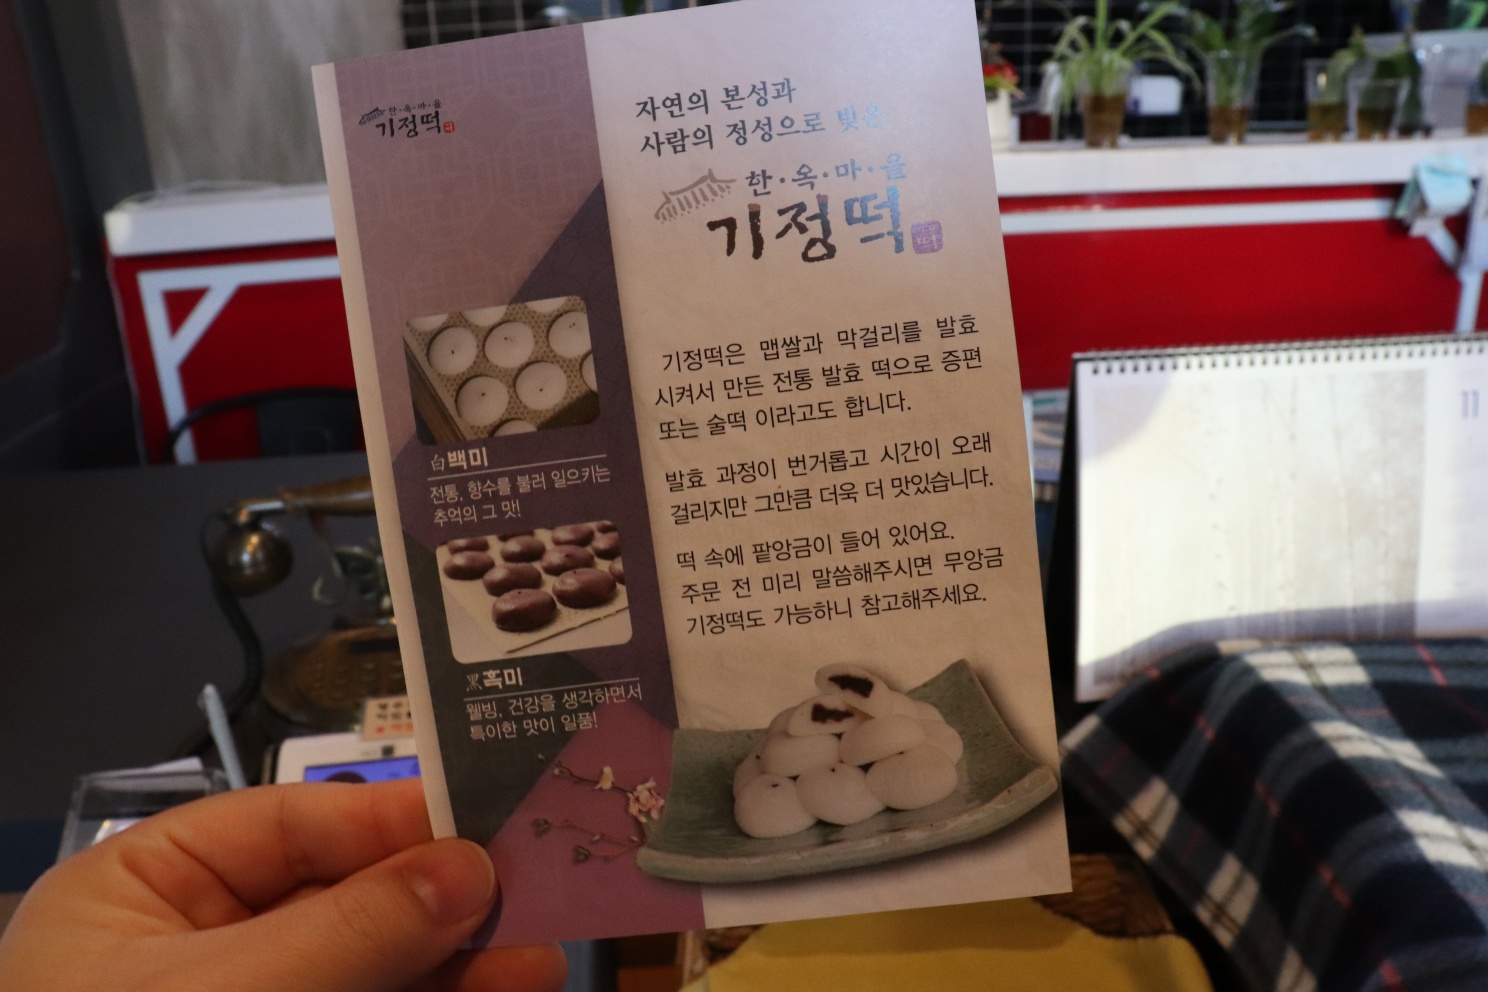 한·옥·마·을
기정떡
白백미
전통, 향수를 불러 일으키는
추억의 그 맛!
黑흑미
웰빙, 건강을 생각하면서
특이한 맛이 일품!
자연의 본성과
사람의 정성으로 빚은
한·옥·마·을
기정떡
기정떡은 맵쌀과 막걸리를 발효
시켜서 만든 전통 발효 떡으로 증편
또는 술떡 이라고도 합니다.
발효 과정이 번거롭고 시간이 오래
걸리지만 그만큼 더욱 더 맛있습니다.
떡 속에 팥앙금이 들어 있어요.
주문 전 미리 말씀해주시면 무앙금
기정떡도 가능하니 참고해주세요.
11